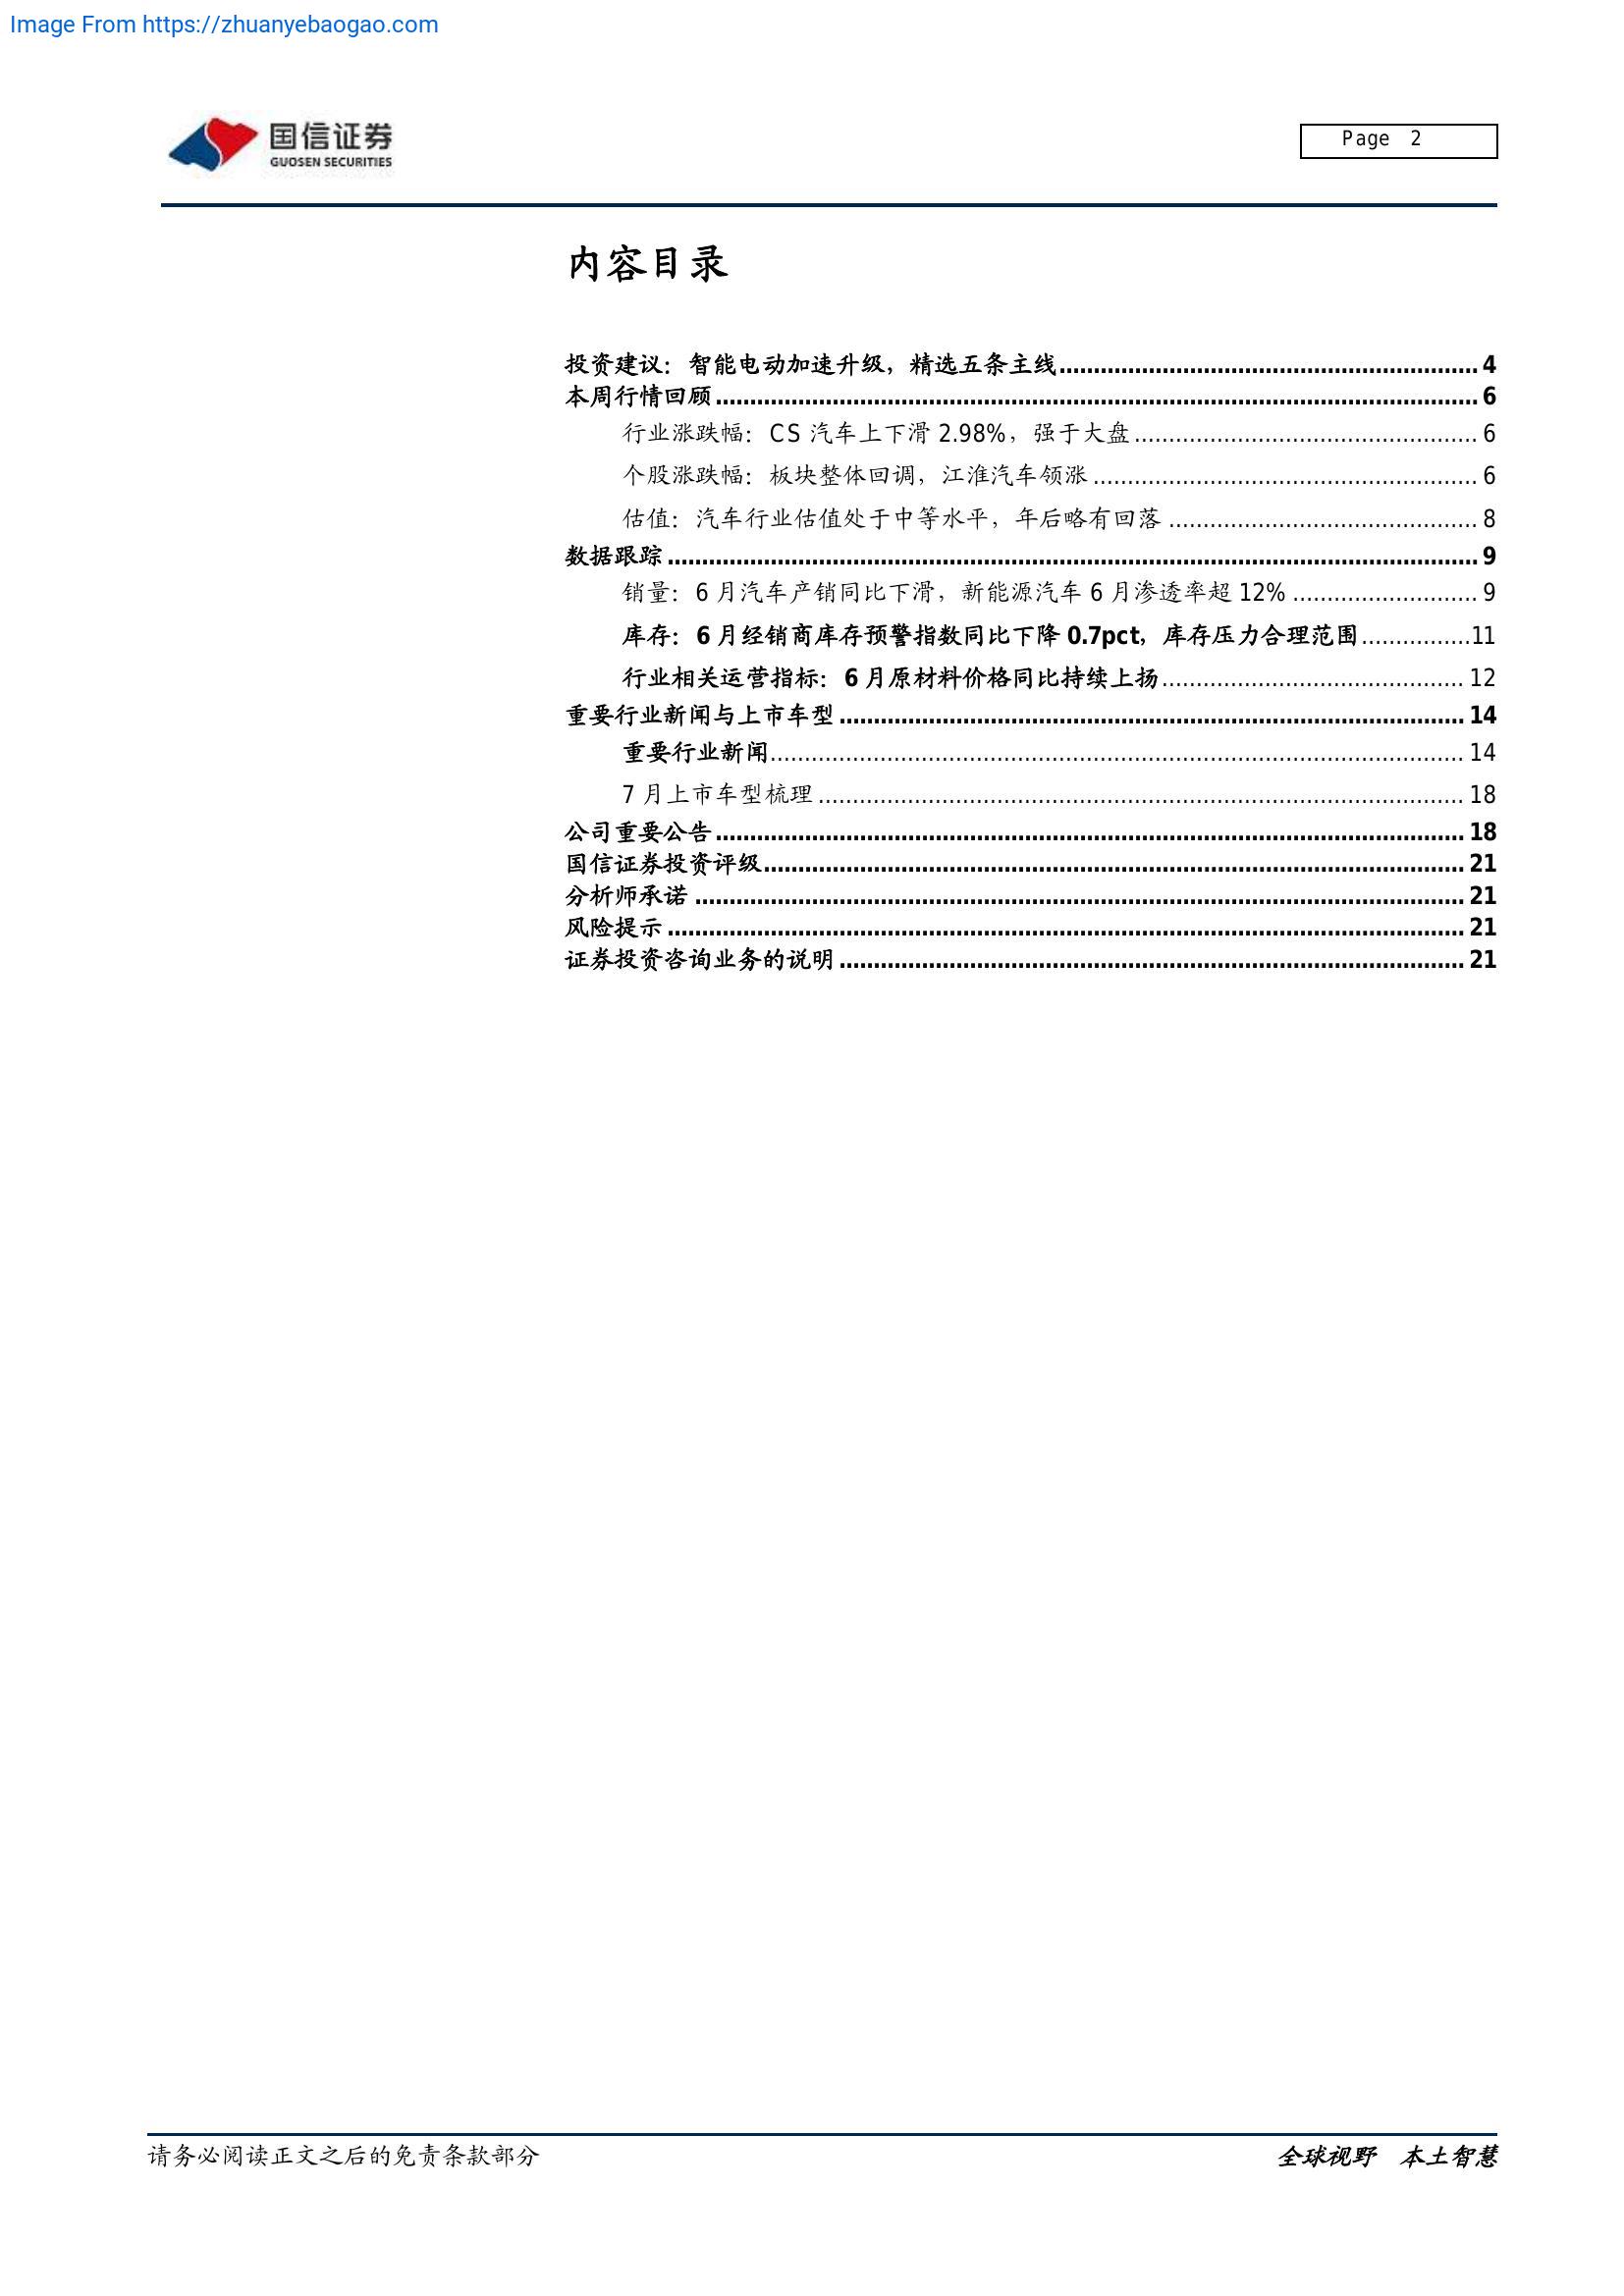 Image From https://zhuanyebaogao.com
国信证券
GUOSEN SECURITIES
Page 2
内容目录
投资建议：智能电动加速升级，精选五条主线............................................................ 4
本周行情回顾............................................................ 6
行业涨跌幅：CS 汽车上下滑 2.98%，强于大盘.................................................. 6
个股涨跌幅：板块整体回调，江淮汽车领涨........................................................ 6
估值：汽车行业估值处于中等水平，年后略有回落............................................. 8
数据跟踪............................................................ 9
销量：6 月汽车产销同比下滑，新能源汽车 6 月渗透率超 12%........................... 9
库存：6 月经销商库存预警指数同比下降 0.7pct，库存压力合理范围................11
行业相关运营指标：6 月原材料价格同比持续上扬............................................ 12
重要行业新闻与上市车型............................................................ 14
重要行业新闻............................................................ 14
7 月上市车型梳理............................................................ 18
公司重要公告............................................................ 18
国信证券投资评级............................................................ 21
分析师承诺............................................................ 21
风险提示............................................................ 21
证券投资咨询业务的说明............................................................ 21
请务必阅读正文之后的免责条款部分
全球视野 本土智慧